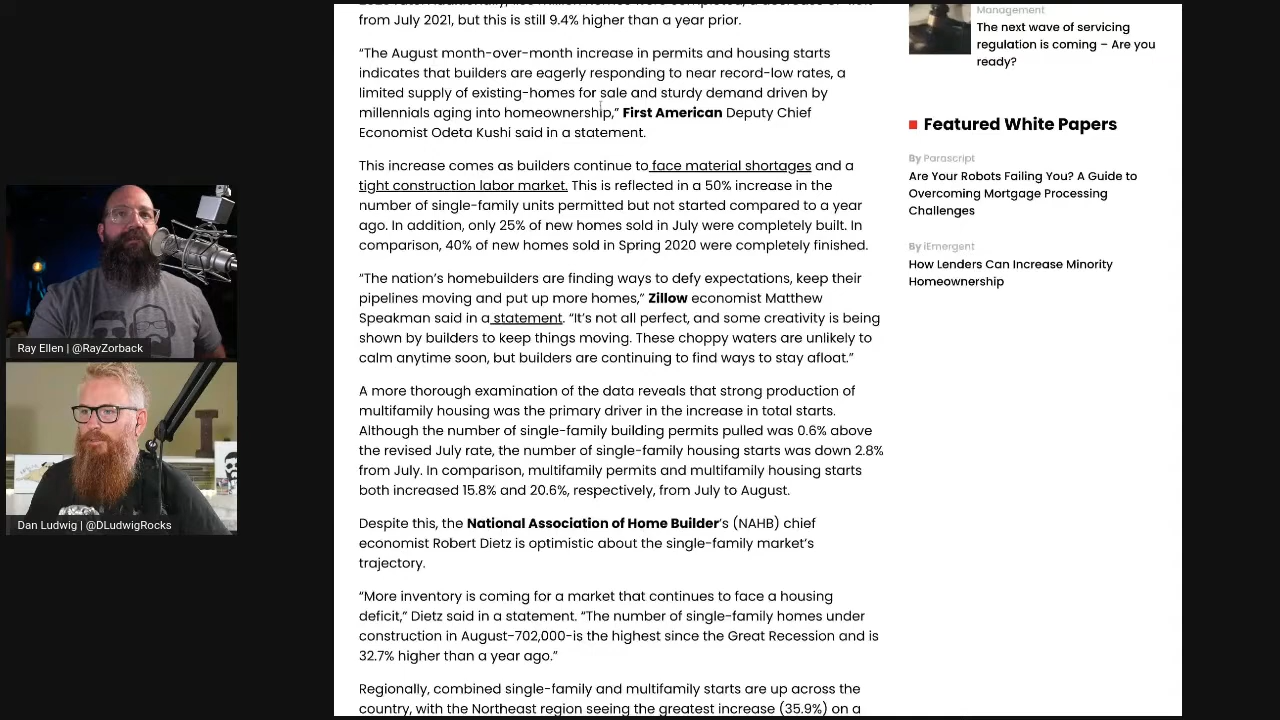 from July 2021, but this is still 9.4% higher than a year prior.
“The August month-over-month increase in permits and housing starts
indicates that builders are eagerly responding to near record-low rates, a
limited supply of existing-homes for sale and sturdy demand driven by
millennials aging into homeownership,” First American Deputy Chief
Economist Odeta Kushi said in a statement.
This increase comes as builders continue to face material shortages and a
tight construction labor market. This is reflected in a 50% increase in the
number of single-family units permitted but not started compared to a year
ago. In addition, only 25% of new homes sold in July were completely built. In
comparison, 40% of new homes sold in Spring 2020 were completely finished.
“The nation’s homebuilders are finding ways to defy expectations, keep their
pipelines moving and put up more homes,” Zillow economist Matthew
Speakman said in a statement. “It’s not all perfect, and some creativity is being
shown by builders to keep things moving. These choppy waters are unlikely to
calm anytime soon, but builders are continuing to find ways to stay afloat.”
A more thorough examination of the data reveals that strong production of
multifamily housing was the primary driver in the increase in total starts.
Although the number of single-family building permits pulled was 0.6% above
the revised July rate, the number of single-family housing starts was down 2.8%
from July. In comparison, multifamily permits and multifamily housing starts
both increased 15.8% and 20.6%, respectively, from July to August.
Despite this, the National Association of Home Builder’s (NAHB) chief
economist Robert Dietz is optimistic about the single-family market’s
trajectory.
“More inventory is coming for a market that continues to face a housing
deficit,” Dietz said in a statement. “The number of single-family homes under
construction in August–702,000–is the highest since the Great Recession and is
32.7% higher than a year ago.”
Regionally, combined single-family and multifamily starts are up across the
country, with the Northeast region seeing the greatest increase (35.9%) on a
Management
The next wave of servicing
regulation is coming – Are you
ready?
Featured White Papers
By Parascript
Are Your Robots Failing You? A Guide to
Overcoming Mortgage Processing
Challenges
By iEmergent
How Lenders Can Increase Minority
Homeownership
Ray Ellen | @RayZorback
Dan Ludwig | @DLudwigRocks